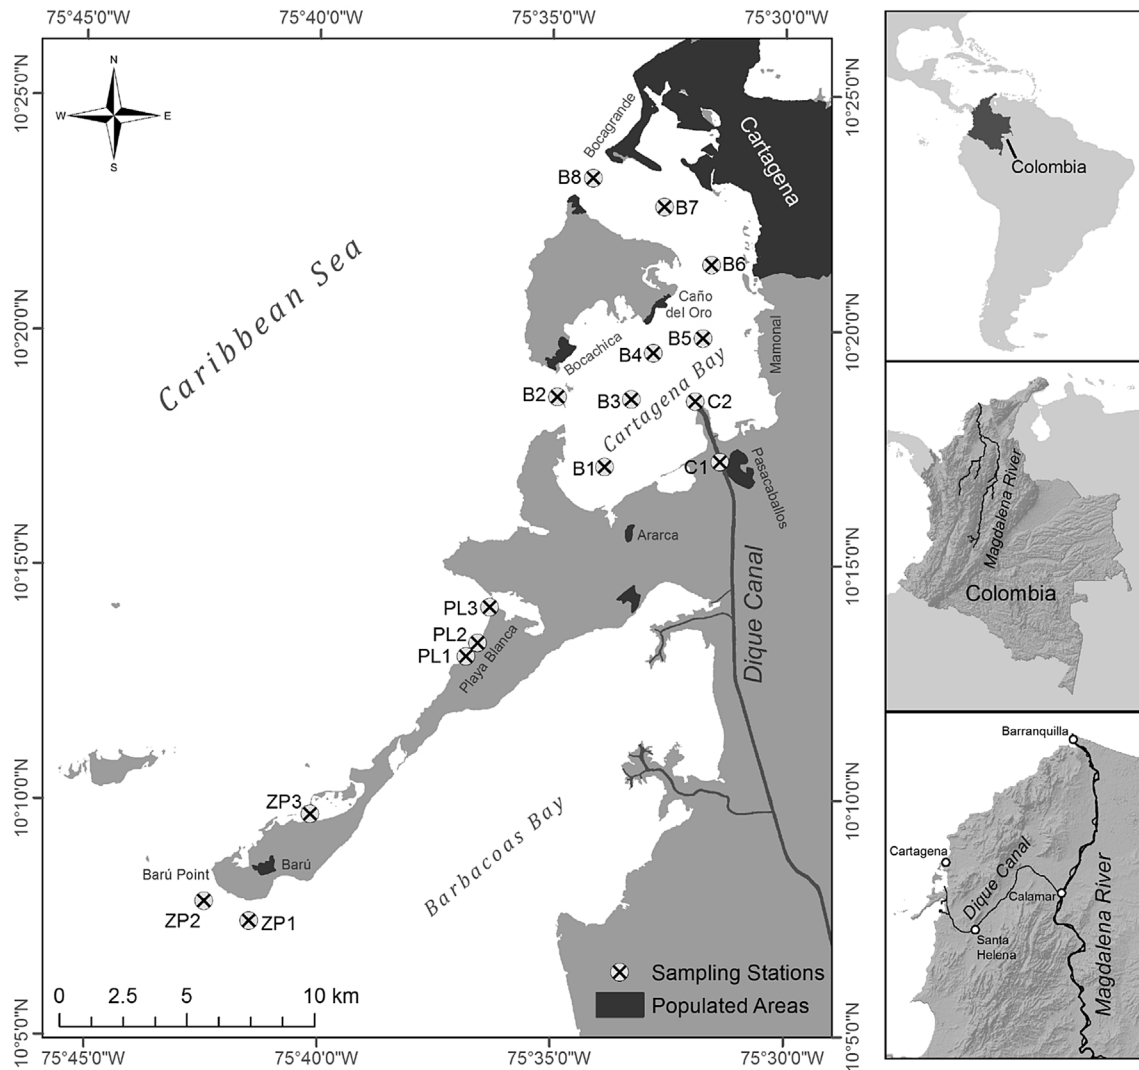 75°45'0"W
75°40'0"W
75°35'0"W
75°30'0"W
10°25'0"N
10°20'0"N
10°15'0"N
10°10'0"N
10°5'0"N
N
W
E
S
Caribbean Sea
Bocagrande
Cartagena
B8
B7
B6
Caño
del Oro
B5
B4
Bocachica
Mamonal
B2
B3
Cartagena Bay
C2
B1
C1
Pasacaballos
Ararca
Dique Canal
PL3
PL2
PL1
Playa Blanca
ZP3
Barú
Barú Point
ZP2
ZP1
Barbacoas Bay
Sampling Stations
Populated Areas
0
2.5
5
10 km
10°25'0"N
10°20'0"N
10°15'0"N
10°10'0"N
10°5'0"N
75°45'0"W
75°40'0"W
75°35'0"W
75°30'0"W
Colombia
Magdalena River
Colombia
Barranquilla
Cartagena
Dique Canal
Calamar
Santa
Helena
Magdalena River